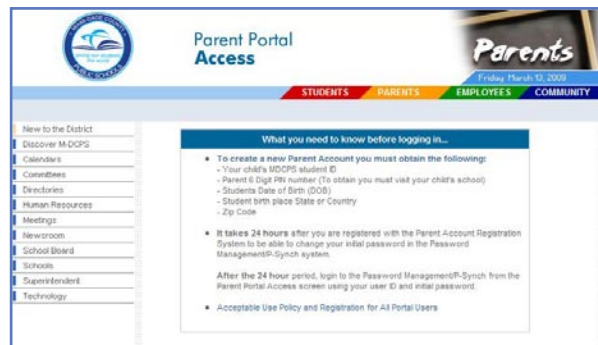 MIAMI-DADE COUNTY
PUBLIC SCHOOLS
Parent Portal
Access
Parents
Friday, March 13, 2009
STUDENTS PARENTS EMPLOYEES COMMUNITY
New to the District
Discover M-DCPS
Calendars
Committees
Directories
Human Resources
Meetings
Newsroom
School Board
Schools
Superintendent
Technology
What you need to know before logging in...
• To create a new Parent Account you must obtain the following:
- Your child's MDCPS student ID
- Parent 6 Digit PIN number (To obtain you must visit your child's school)
- Students Date of Birth (DOB)
- Student birth place State or Country
- Zip Code
• It takes 24 hours after you are registered with the Parent Account Registration
System to be able to change your initial password in the Password
Management/P-Synch system.
After the 24 hour period, login to the Password Management/P-Synch from the
Parent Portal Access screen using your user ID and initial password.
• Acceptable Use Policy and Registration for All Portal Users